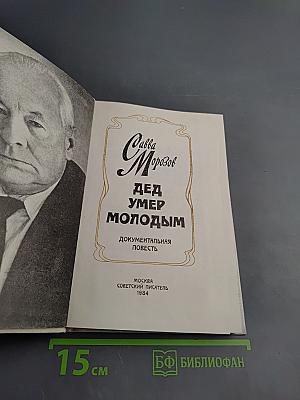 Савва
Морозов
ДЕД
УМЕР
МОЛОДЫМ
ДОКУМЕНТАЛЬНАЯ
ПОВЕСТЬ
МОСКВА
СОВЕТСКИЙ ПИСАТЕЛЬ
1984
15 см
БФ БИБЛИОФАН